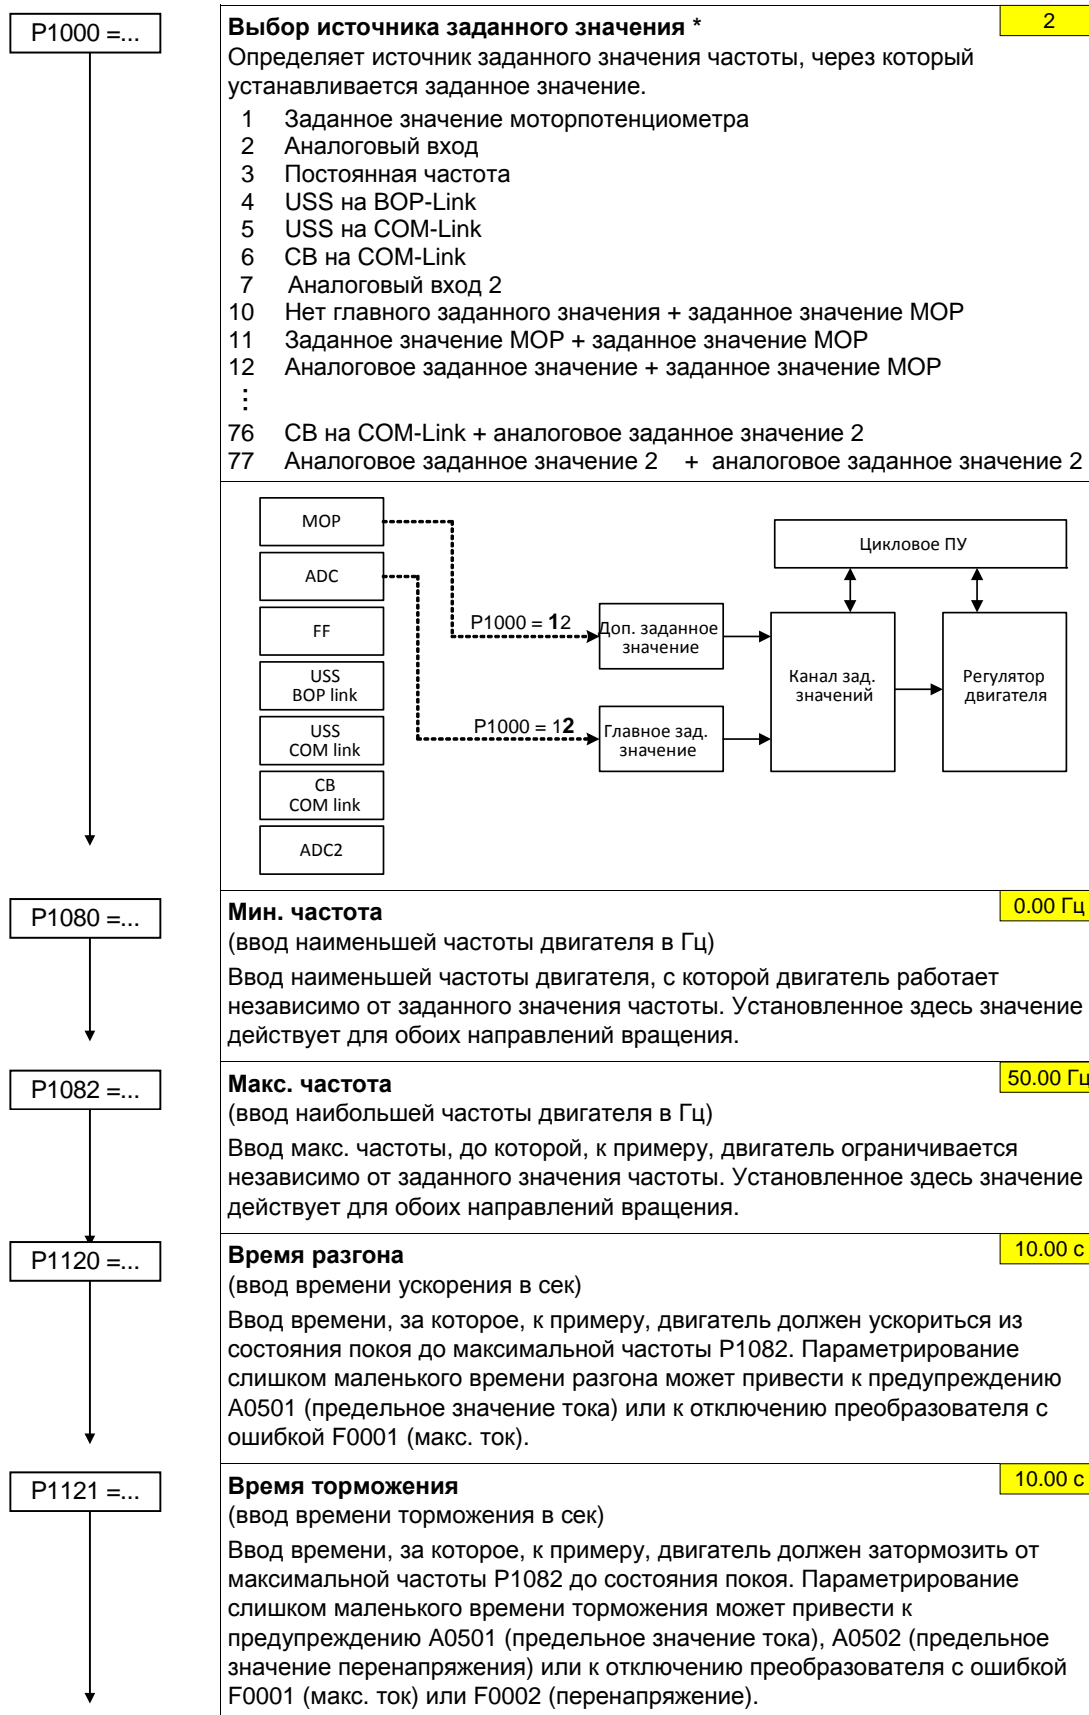 P1000 =...
Выбор источника заданного значения *
2
Определяет источник заданного значения частоты, через который
устанавливается заданное значение.
1 Заданное значение моторпотенциометра
2 Аналоговый вход
3 Постоянная частота
4 USS на BOP-Link
5 USS на COM-Link
6 CB на COM-Link
7 Аналоговый вход 2
10 Нет главного заданного значения + заданное значение MOP
11 Заданное значение MOP + заданное значение MOP
12 Аналоговое заданное значение + заданное значение MOP
⋮
76 CB на COM-Link + аналоговое заданное значение 2
77 Аналоговое заданное значение 2 + аналоговое заданное значение 2
MOP
ADC
FF
USS
BOP link
USS
COM link
CB
COM link
ADC2
P1000 = 12
P1000 = 12
Доп. заданное
значение
Главное зад.
значение
Цикловое ПУ
Канал зад.
значений
Регулятор
двигателя
P1080 =...
Мин. частота
0.00 Гц
(ввод наименьшей частоты двигателя в Гц)
Ввод наименьшей частоты двигателя, с которой двигатель работает
независимо от заданного значения частоты. Установленное здесь значение
действует для обоих направлений вращения.
P1082 =...
Макс. частота
50.00 Гц
(ввод наибольшей частоты двигателя в Гц)
Ввод макс. частоты, до которой, к примеру, двигатель ограничивается
независимо от заданного значения частоты. Установленное здесь значение
действует для обоих направлений вращения.
P1120 =...
Время разгона
10.00 с
(ввод времени ускорения в сек)
Ввод времени, за которое, к примеру, двигатель должен ускориться из
состояния покоя до максимальной частоты P1082. Параметрирование
слишком маленького времени разгона может привести к предупреждению
A0501 (предельное значение тока) или к отключению преобразователя с
ошибкой F0001 (макс. ток).
P1121 =...
Время торможения
10.00 с
(ввод времени торможения в сек)
Ввод времени, за которое, к примеру, двигатель должен затормозить от
максимальной частоты P1082 до состояния покоя. Параметрирование
слишком маленького времени торможения может привести к
предупреждению A0501 (предельное значение тока), A0502 (предельное
значение перенапряжения) или к отключению преобразователя с ошибкой
F0001 (макс. ток) или F0002 (перенапряжение).